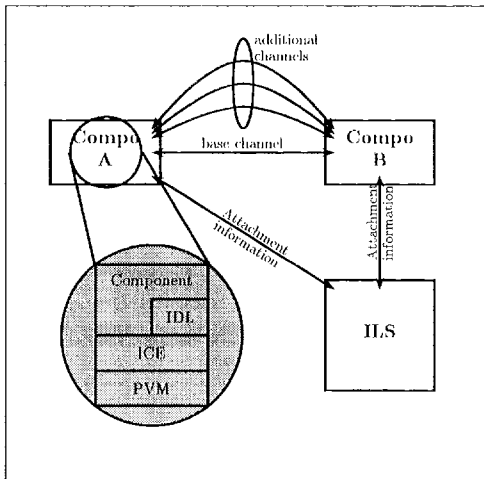 additional
channels
Compo
A
base channel
Compo
B
Attachment
information
Attachment
information
Component
IDL
ICE
PVM
ILS